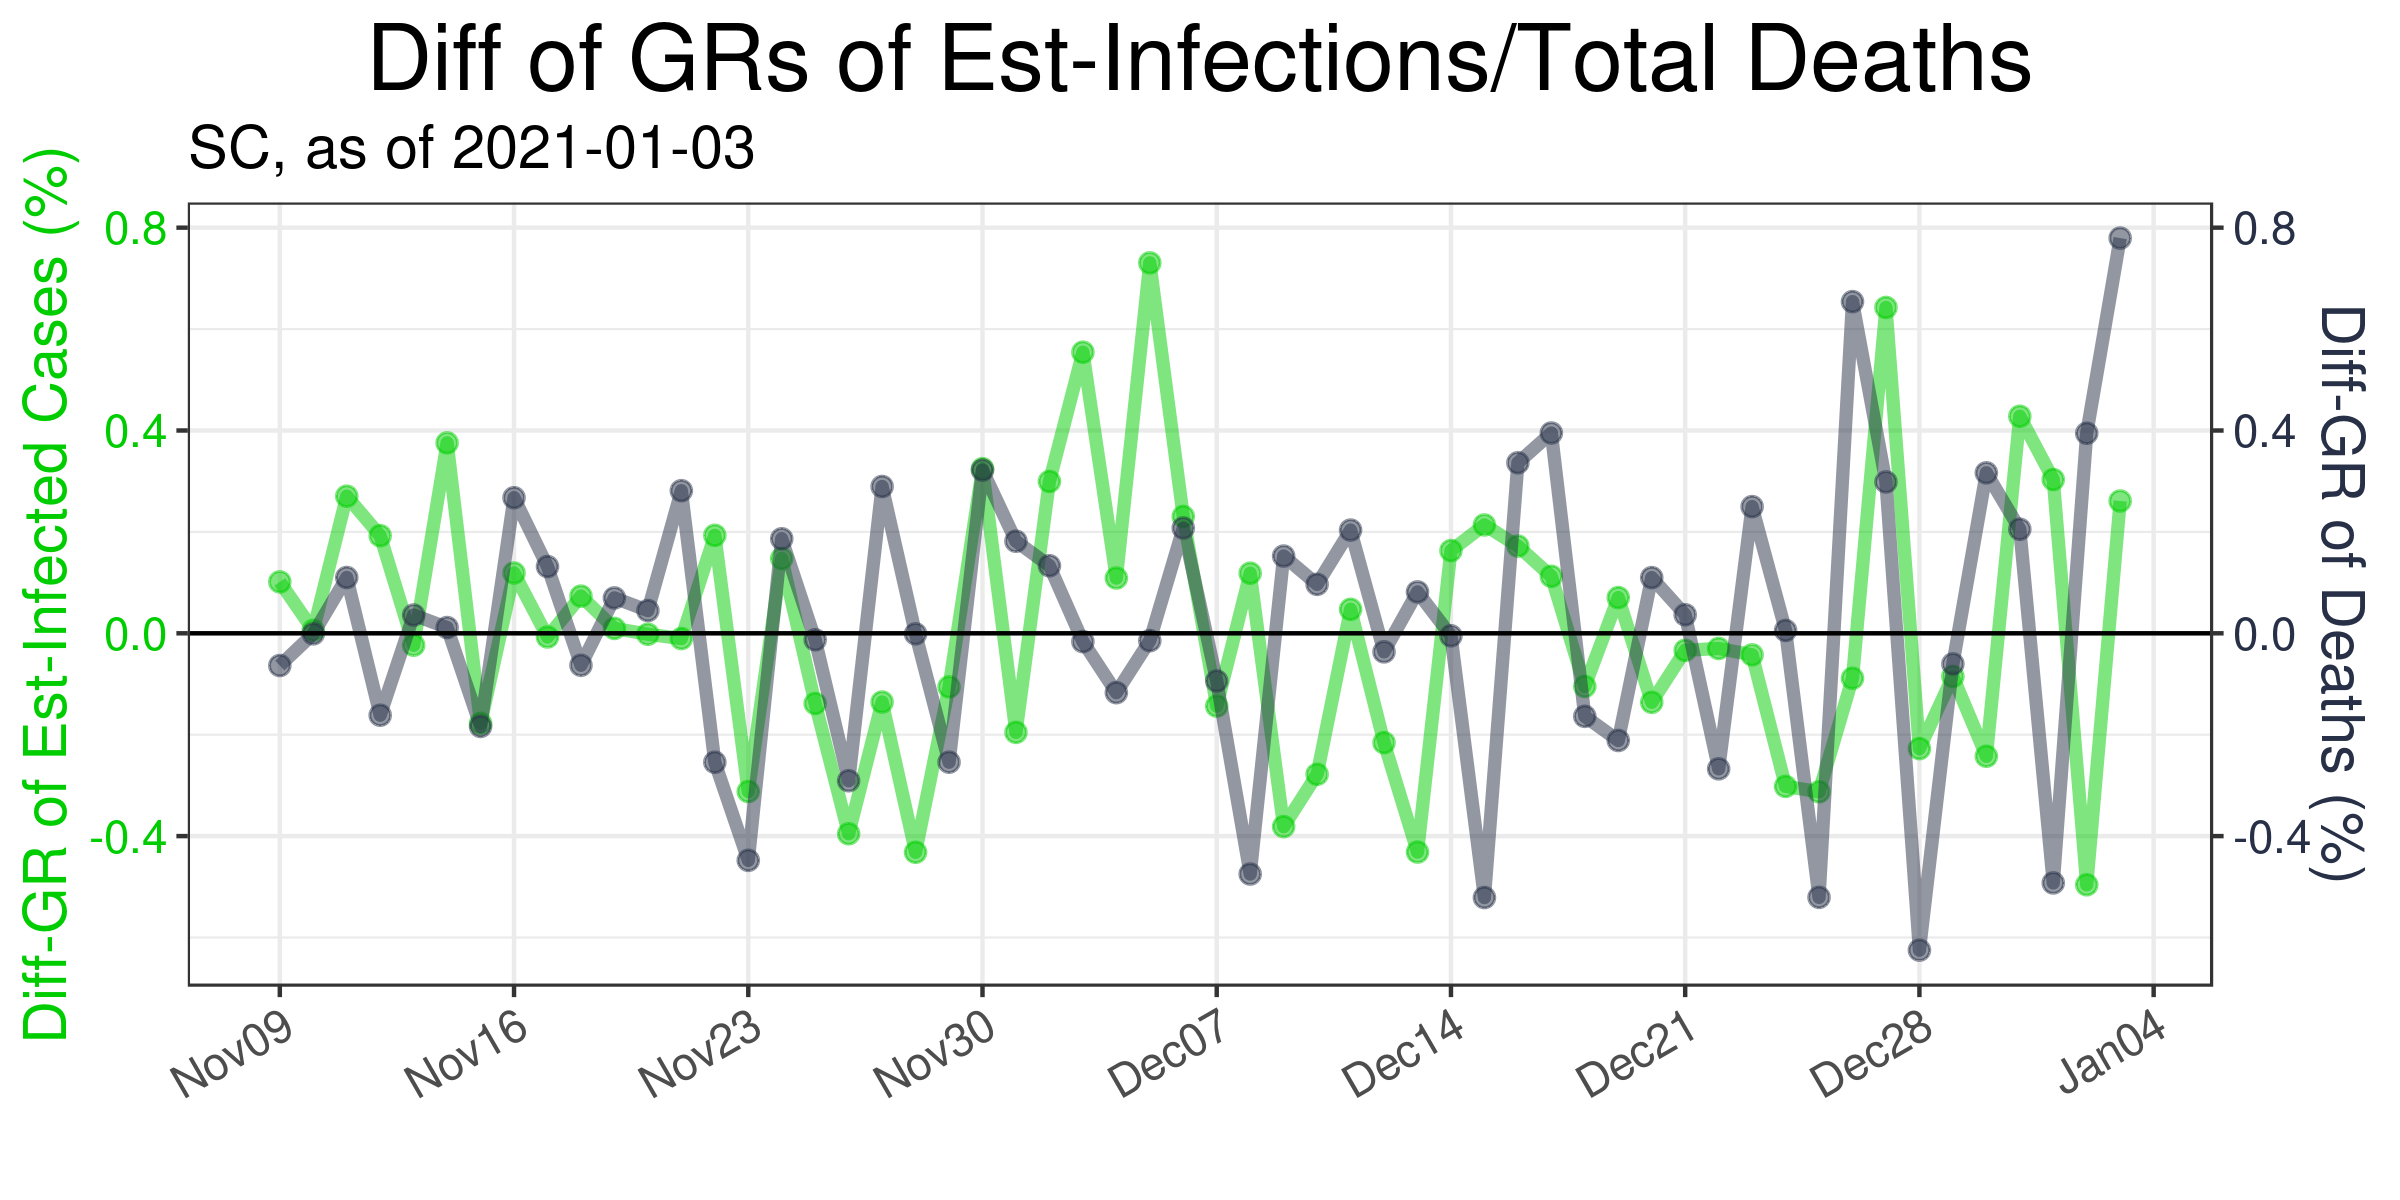 Diff of GRs of Est-Infections/Total Deaths
SC, as of 2021-01-03
Diff-GR of Est-Infected Cases (%)
0.8
0.4
0.0
-0.4
0.8
0.4
0.0
-0.4
Diff-GR of Deaths (%)
Nov09
Nov16
Nov23
Nov30
Dec07
Dec14
Dec21
Dec28
Jan04